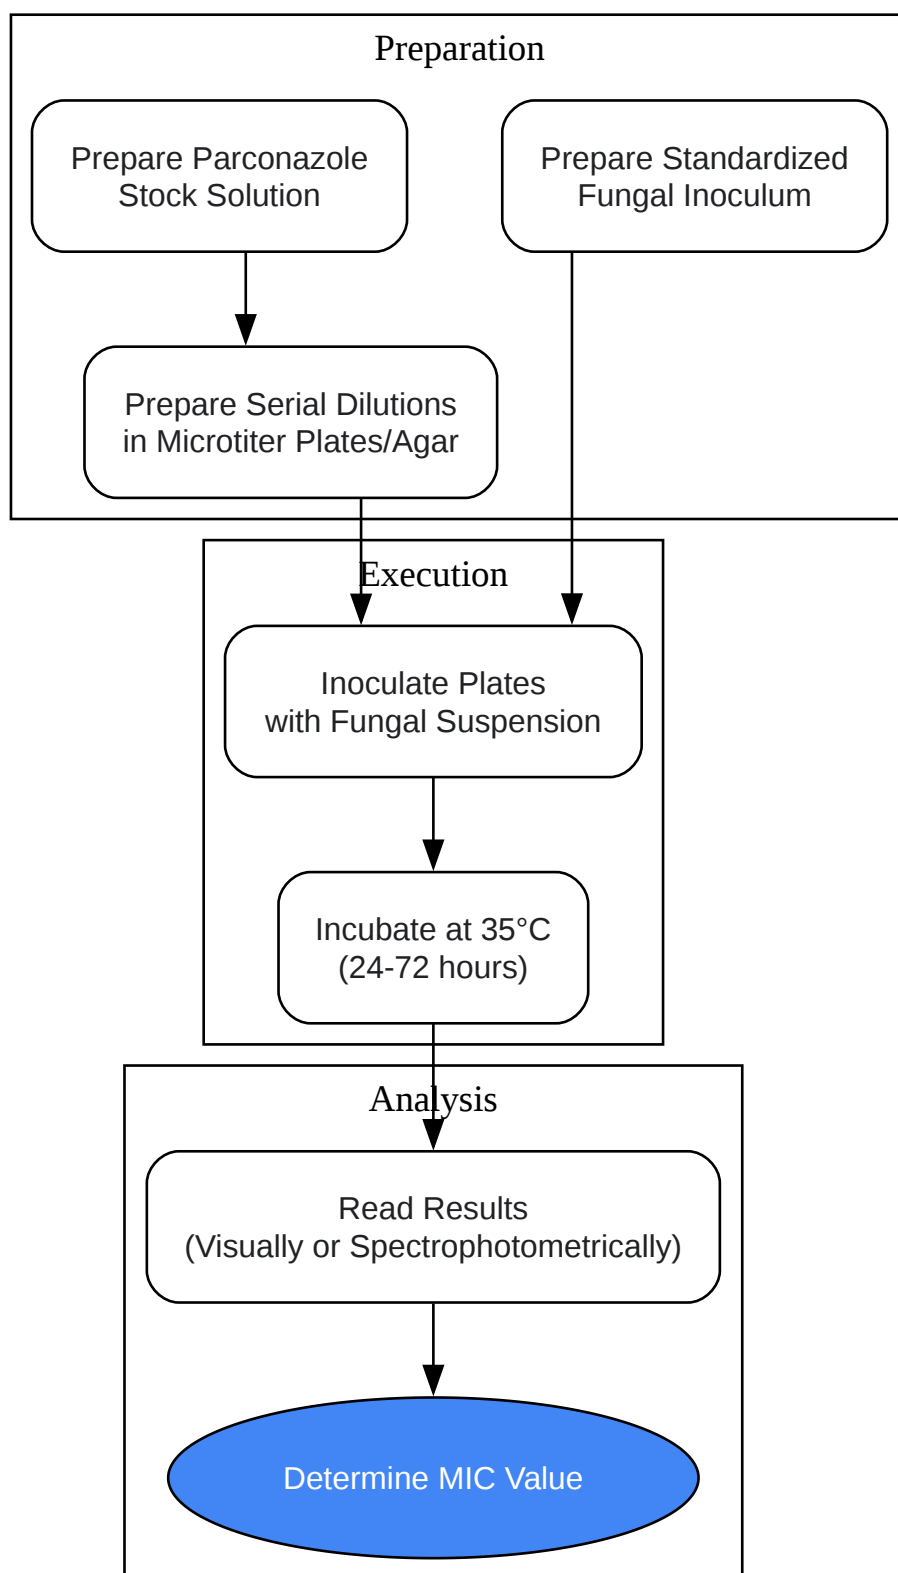 Preparation
Prepare Parconazole
Stock Solution
Prepare Standardized
Fungal Inoculum
Prepare Serial Dilutions
in Microtiter Plates/Agar
Execution
Inoculate Plates
with Fungal Suspension
Incubate at 35°C
(24-72 hours)
Analysis
Read Results
(Visually or Spectrophotometrically)
Determine MIC Value